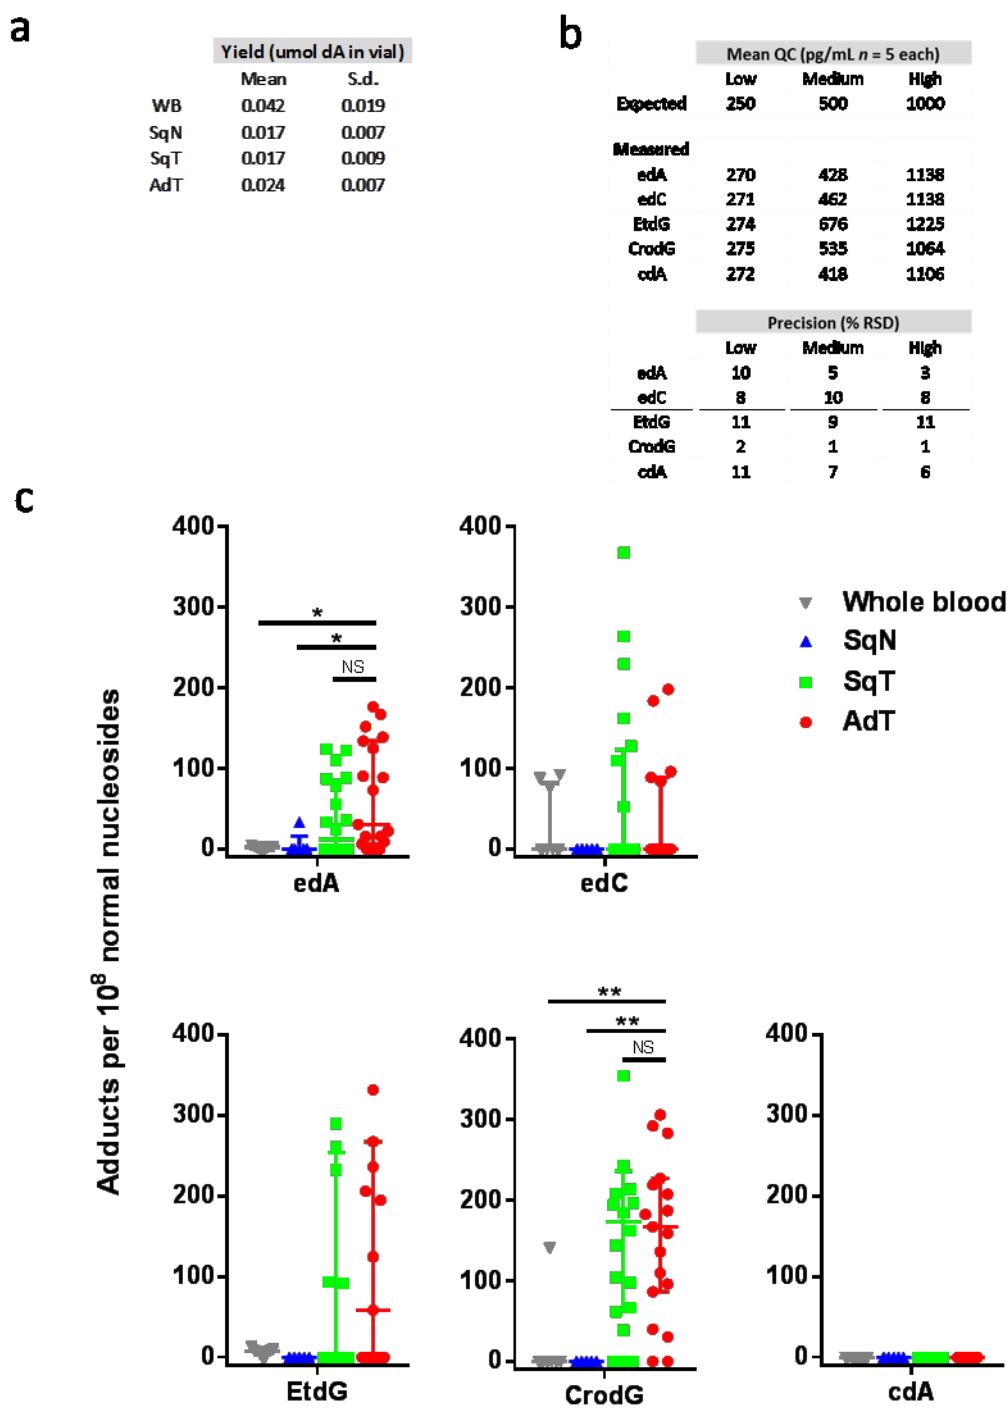 a
Yield (umol dA in vial)
Mean S.d.
WB 0.042 0.019
SqN 0.017 0.007
SqT 0.017 0.009
AdT 0.024 0.007
b
Mean QC (pg/mL n = 5 each)
Low Medium High
Expected 250 500 1000
Measured
edA 270 428 1138
edC 271 462 1138
EtdG 274 676 1225
CrodG 275 535 1064
cdA 272 418 1106
Precision (% RSD)
Low Medium High
edA 10 5 3
edC 8 10 8
EtdG 11 9 11
CrodG 2 1 1
cdA 11 7 6
c
Adducts per 10⁸ normal nucleosides
400
300
200
100
0
*
*
NS
edA
400
300
200
100
0
edC
Whole blood
SqN
SqT
AdT
400
300
200
100
0
EtdG
400
300
200
100
0
**
**
NS
CrodG
400
300
200
100
0
cdA